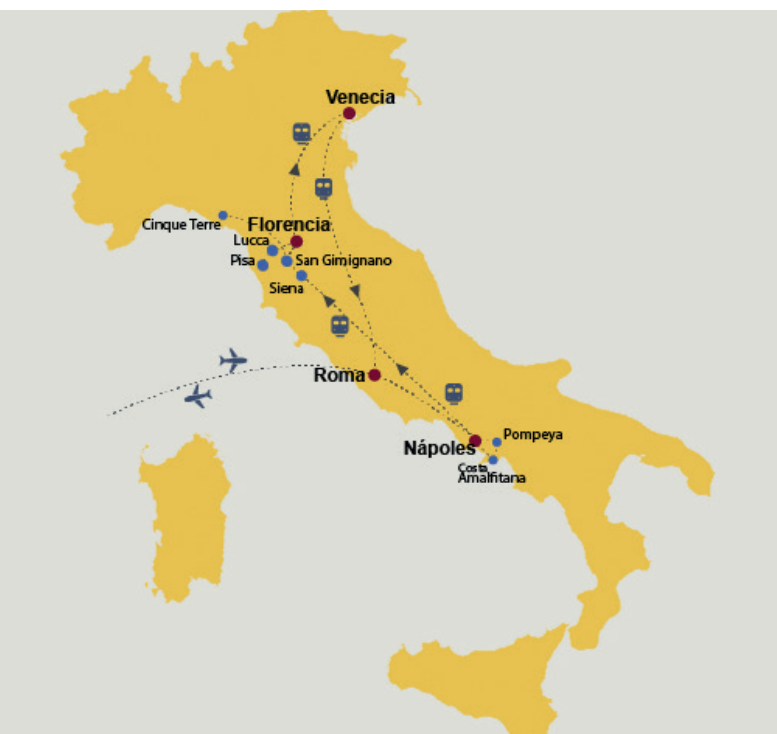 Venecia
Cinque Terre
Florencia
Lucca
Pisa
San Gimignano
Siena
Roma
Nápoles
Pompeya
Costa
Amalfitana